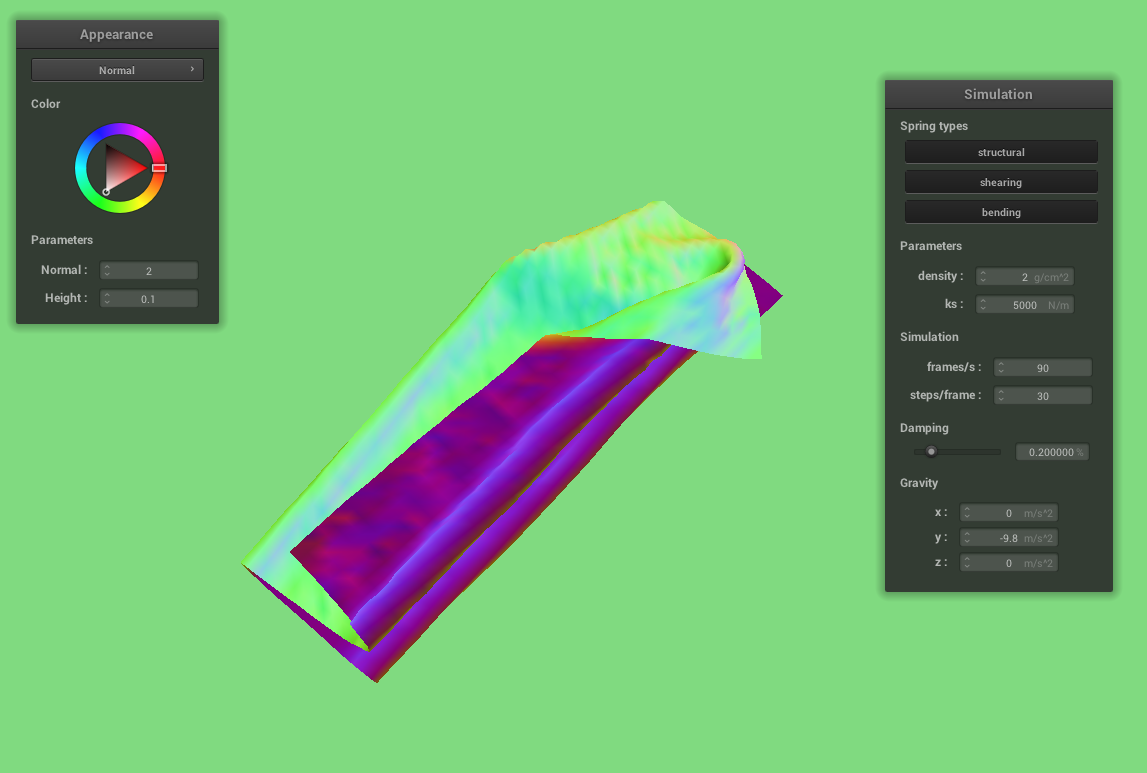 Appearance
Normal ›
Color
Parameters
Normal : 2
Height : 0.1
Simulation
Spring types
structural
shearing
bending
Parameters
density : 2 g/cm^2
ks : 5000 N/m
Simulation
frames/s : 90
steps/frame : 30
Damping
0.200000 %
Gravity
x : 0 m/s^2
y : -9.8 m/s^2
z : 0 m/s^2